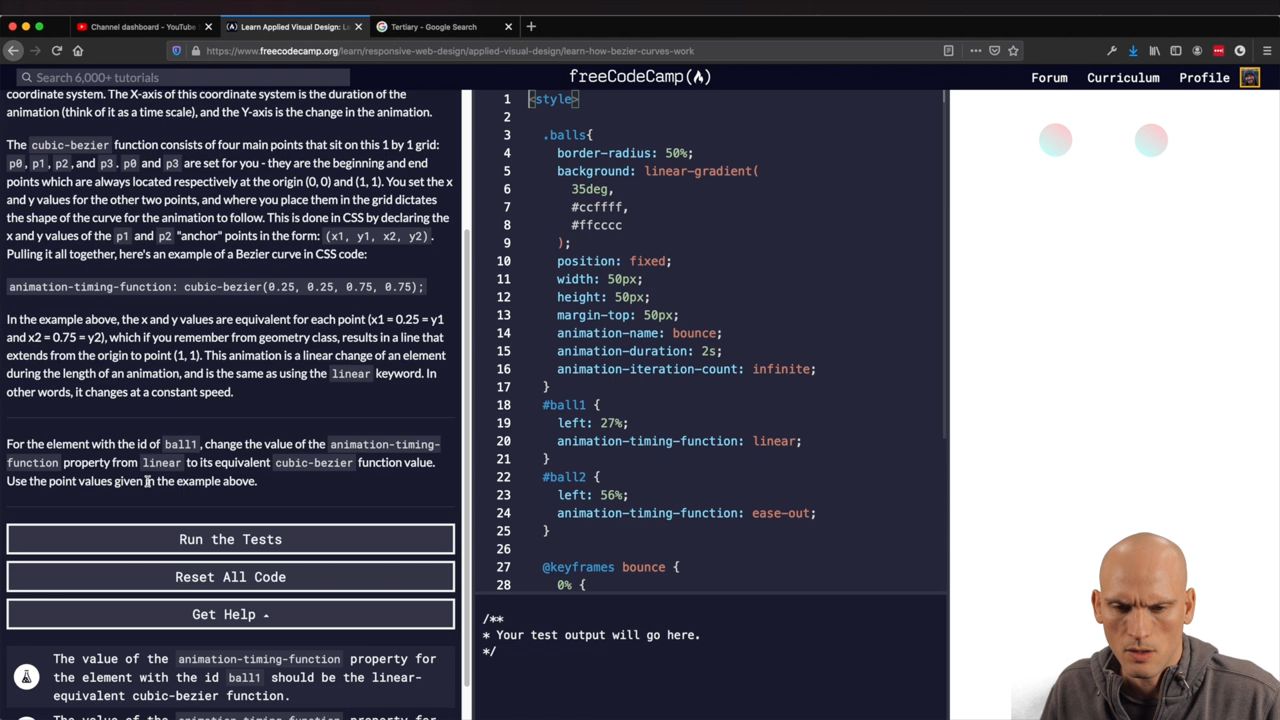 Channel dashboard - YouTube
Learn Applied Visual Design: Le
Tertiary - Google Search
https://www.freecodecamp.org/learn/responsive-web-design/applied-visual-design/learn-how-bezier-curves-work
Search 6,000+ tutorials
freeCodeCamp
Forum
Curriculum
Profile
coordinate system. The X-axis of this coordinate system is the duration of the
animation (think of it as a time scale), and the Y-axis is the change in the animation.
The cubic-bezier function consists of four main points that sit on this 1 by 1 grid:
p0, p1, p2, and p3. p0 and p3 are set for you - they are the beginning and end
points which are always located respectively at the origin (0, 0) and (1, 1). You set the x
and y values for the other two points, and where you place them in the grid dictates
the shape of the curve for the animation to follow. This is done in CSS by declaring the
x and y values of the p1 and p2 "anchor" points in the form: (x1, y1, x2, y2).
Pulling it all together, here's an example of a Bezier curve in CSS code:
animation-timing-function: cubic-bezier(0.25, 0.25, 0.75, 0.75);
In the example above, the x and y values are equivalent for each point (x1 = 0.25 = y1
and x2 = 0.75 = y2), which if you remember from geometry class, results in a line that
extends from the origin to point (1, 1). This animation is a linear change of an element
during the length of an animation, and is the same as using the linear keyword. In
other words, it changes at a constant speed.
For the element with the id of ball1, change the value of the animation-timing-
function property from linear to its equivalent cubic-bezier function value.
Use the point values given in the example above.
Run the Tests
Reset All Code
Get Help
The value of the animation-timing-function property for
the element with the id ball1 should be the linear-
equivalent cubic-bezier function.
The value of the animation-timing-function property for
1 <style>
2
3 .balls{
4 border-radius: 50%;
5 background: linear-gradient(
6 35deg,
7 #ccffff,
8 #ffcccc
9 );
10 position: fixed;
11 width: 50px;
12 height: 50px;
13 margin-top: 50px;
14 animation-name: bounce;
15 animation-duration: 2s;
16 animation-iteration-count: infinite;
17 }
18 #ball1 {
19 left: 27%;
20 animation-timing-function: linear;
21 }
22 #ball2 {
23 left: 56%;
24 animation-timing-function: ease-out;
25 }
26
27 @keyframes bounce {
28 0% {
/**
* Your test output will go here.
*/